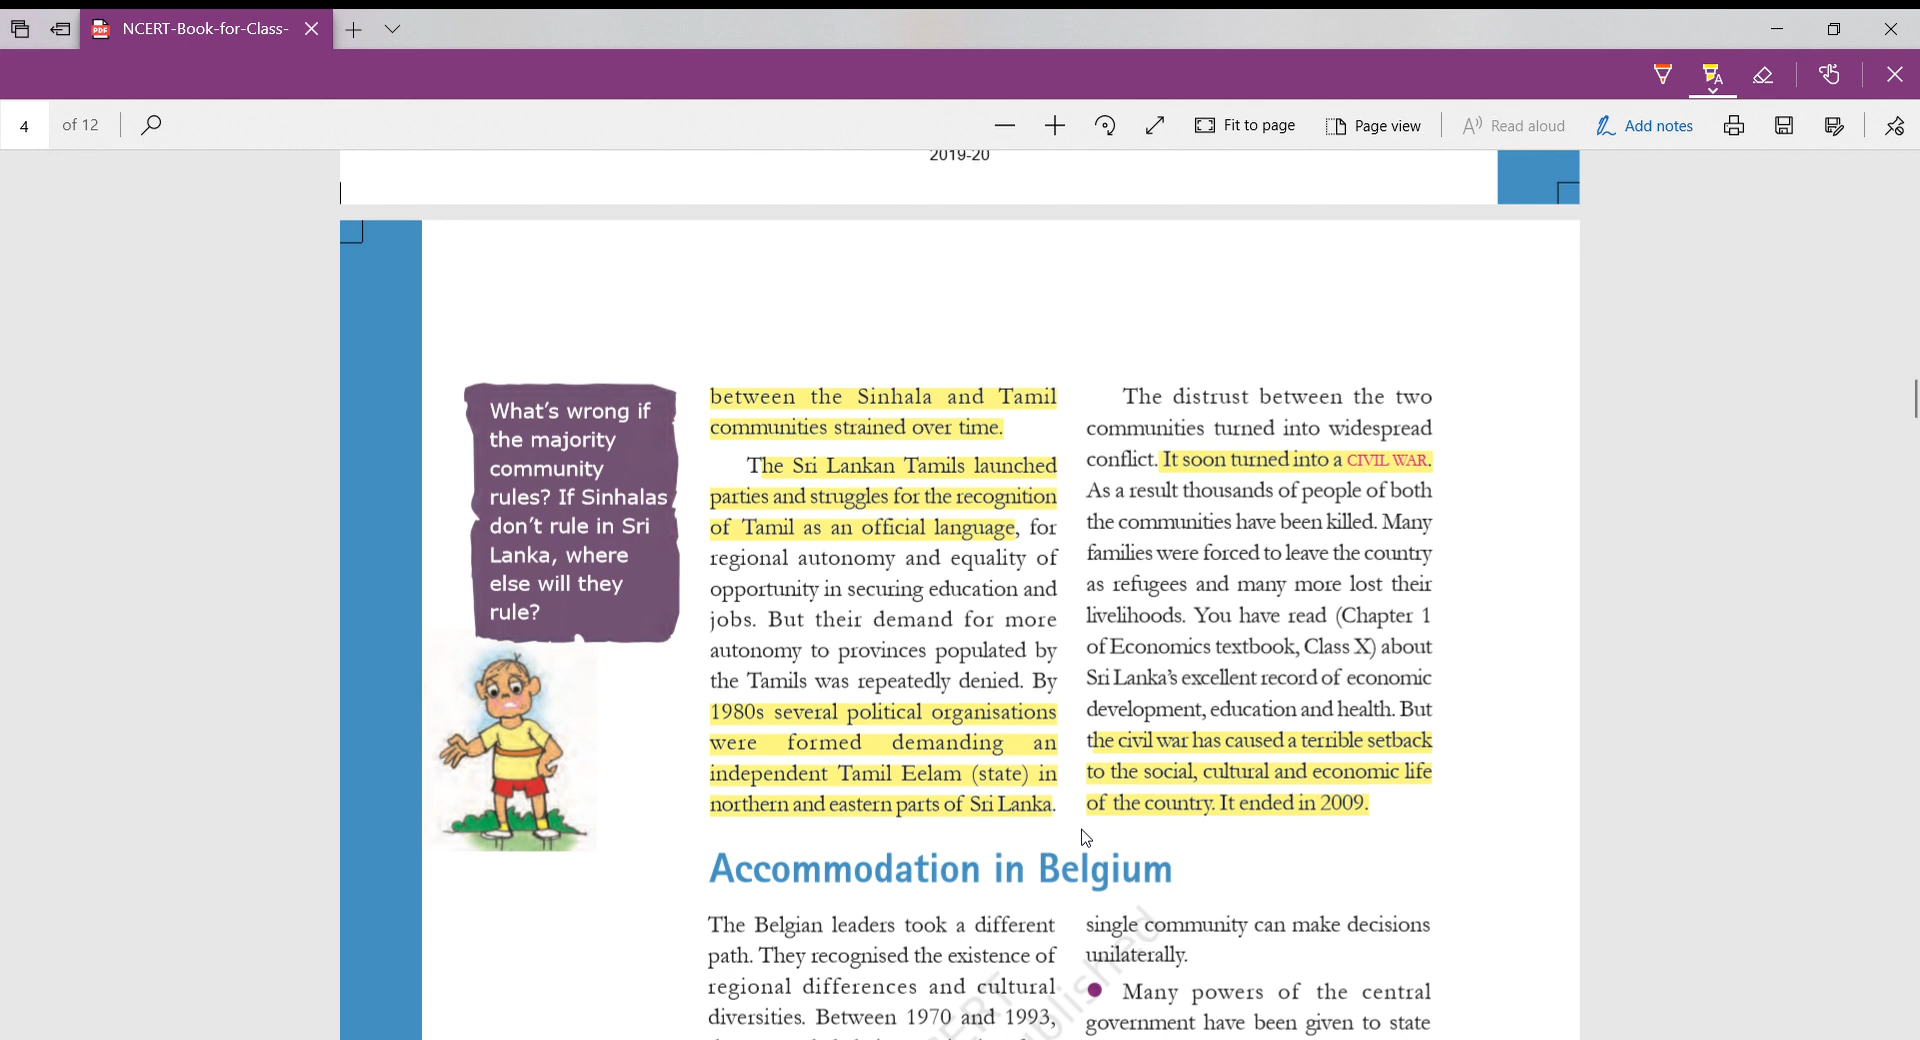 NCERT-Book-for-Class-
4 of 12
Fit to page
Page view
Read aloud
Add notes
2019-20
What's wrong if
the majority
community
rules? If Sinhalas
don't rule in Sri
Lanka, where
else will they
rule?
between the Sinhala and Tamil
communities strained over time.
The Sri Lankan Tamils launched
parties and struggles for the recognition
of Tamil as an official language, for
regional autonomy and equality of
opportunity in securing education and
jobs. But their demand for more
autonomy to provinces populated by
the Tamils was repeatedly denied. By
1980s several political organisations
were formed demanding an
independent Tamil Eelam (state) in
northern and eastern parts of Sri Lanka.
The distrust between the two
communities turned into widespread
conflict. It soon turned into a CIVIL WAR.
As a result thousands of people of both
the communities have been killed. Many
families were forced to leave the country
as refugees and many more lost their
livelihoods. You have read (Chapter 1
of Economics textbook, Class X) about
Sri Lanka's excellent record of economic
development, education and health. But
the civil war has caused a terrible setback
to the social, cultural and economic life
of the country. It ended in 2009.
Accommodation in Belgium
The Belgian leaders took a different
path. They recognised the existence of
regional differences and cultural
diversities. Between 1970 and 1993,
single community can make decisions
unilaterally.
● Many powers of the central
government have been given to state